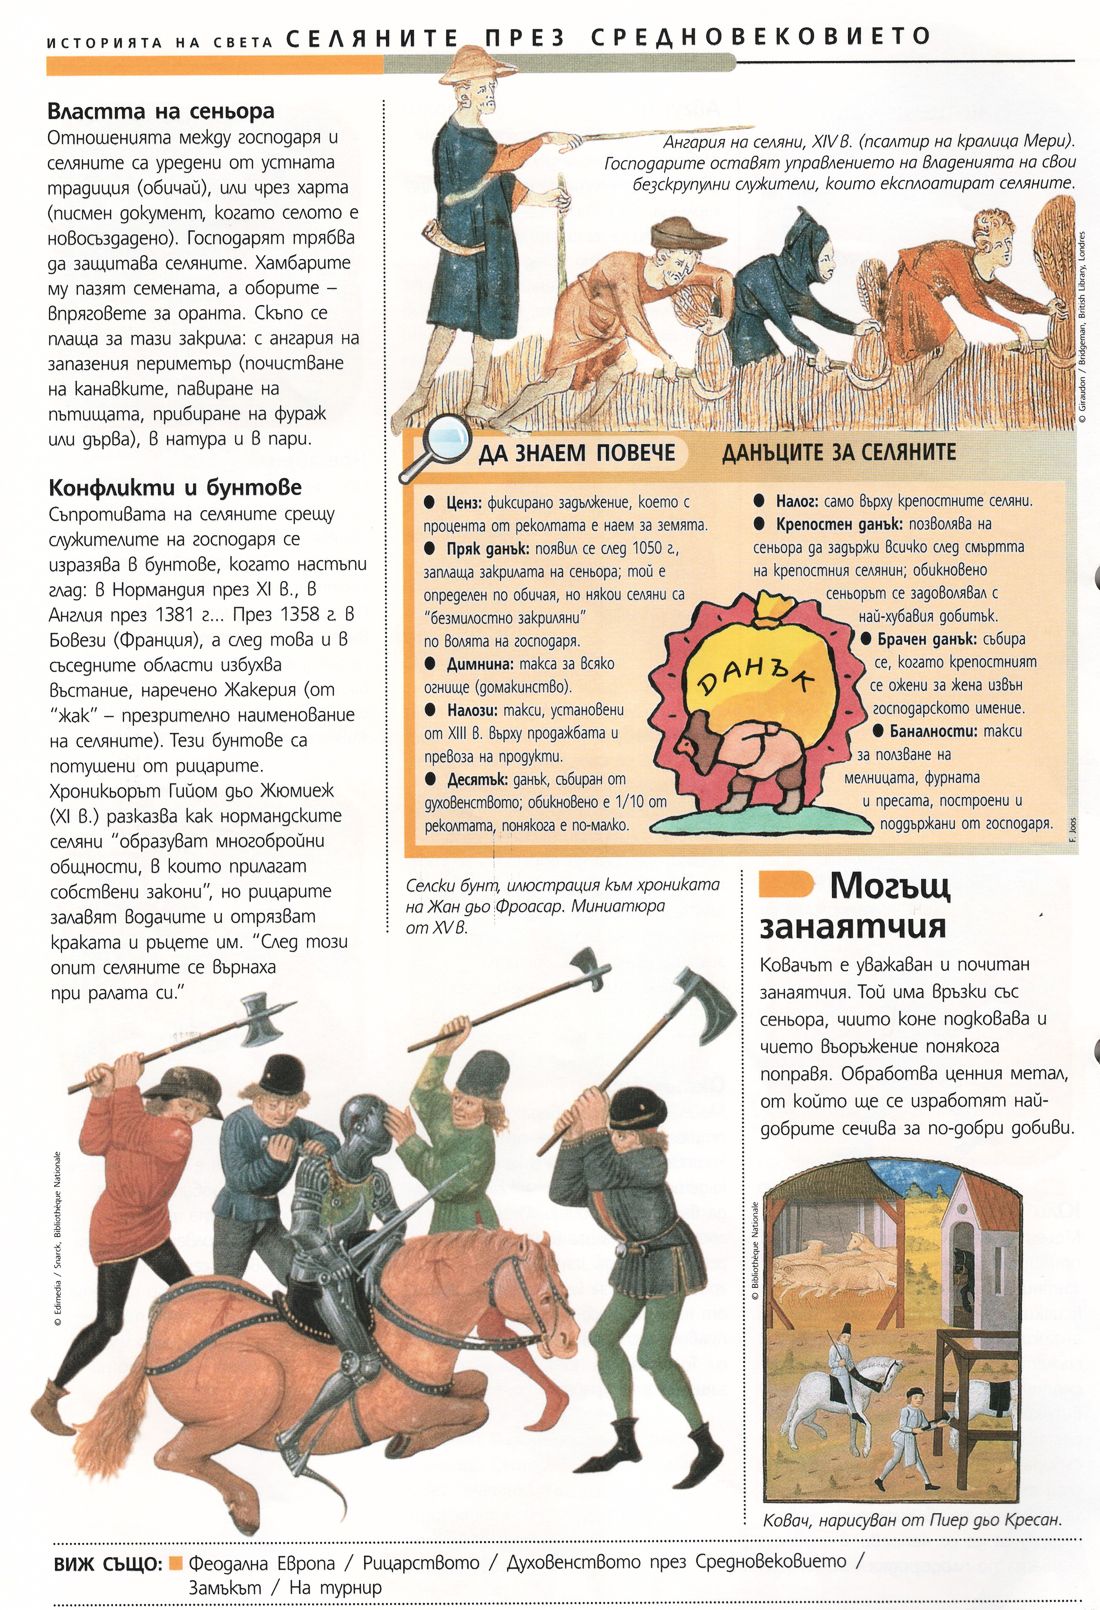 ИСТОРИЯТА НА СВЕТА СЕЛЯНИТЕ ПРЕЗ СРЕДНОВЕКОВИЕТО
Властта на сеньора
Отношенията между господаря и
селяните са уредени от устната
традиция (обичай), или чрез харта
(писмен документ, когато селото е
новосъздадено). Господарят трябва
да защитава селяните. Хамбарите
му пазят семената, а оборите –
впряговете за оранта. Скъпо се
плаща за тази закрила: с ангария на
запазения периметър (почистване
на канавките, павиране на
пътищата, прибиране на фураж
или дърва), в натура и в пари.
Конфликти и бунтове
Съпротивата на селяните срещу
служителите на господаря се
изразява в бунтове, когато настъпи
глад: в Нормандия през XI в., в
Англия през 1381 г... През 1358 г. в
Бовези (Франция), а след това и в
съседните области избухва
въстание, наречено Жакерия (от
"жак" – презрително наименование
на селяните). Тези бунтове са
потушени от рицарите.
Хроникьорът Гийом дьо Жюмиеж
(XI в.) разказва как нормандските
селяни "образуват многобройни
общности, в които прилагат
собствени закони", но рицарите
залавят водачите и отрязват
краката и ръцете им. "След този
опит селяните се върнаха
при ралата си."
Ангария на селяни, XIV в. (псалтир на кралица Мери).
Господарите оставят управлението на владенията на свои
безскрупулни служители, които експлоатират селяните.
© Giraudon / Bridgeman, British Library, Londres
ДА ЗНАЕМ ПОВЕЧЕ ДАНЪЦИТЕ ЗА СЕЛЯНИТЕ
● Ценз: фиксирано задължение, което с
процента от реколтата е наем за земята.
● Пряк данък: появил се след 1050 г.,
заплаща закрилата на сеньора; той е
определен по обичая, но някои селяни са
"безмилостно закриляни"
по волята на господаря.
● Димнина: такса за всяко
огнище (домакинство).
● Налози: такси, установени
от XIII в. върху продажбата и
превоза на продукти.
● Десятък: данък, събиран от
духовенството; обикновено е 1/10 от
реколтата, понякога е по-малко.
● Налог: само върху крепостните селяни.
● Крепостен данък: позволява на
сеньора да задържи всичко след смъртта
на крепостния селянин; обикновено
сеньорът се задоволявал с
най-хубавия добитък.
● Брачен данък: събира
се, когато крепостният
се ожени за жена извън
господарското имение.
● Баналности: такси
за ползване на
мелницата, фурната
и пресата, построени и
поддържани от господаря.
ДАНЪК
F. Joos
Селски бунт, илюстрация към хрониката
на Жан дьо Фроасар. Миниатюра
от XV в.
© Edimedia / Snarck, Bibliothèque Nationale
Могъщ
занаятчия
Ковачът е уважаван и почитан
занаятчия. Той има връзки със
сеньора, чиито коне подковава и
чието въоръжение понякога
поправя. Обработва ценния метал,
от който ще се изработят най-
добрите сечива за по-добри добиви.
© Bibliothèque Nationale
Ковач, нарисуван от Пиер дьо Кресан.
ВИЖ СЪЩО: Феодална Европа / Рицарството / Духовенството през Средновековието /
Замъкът / На турнир